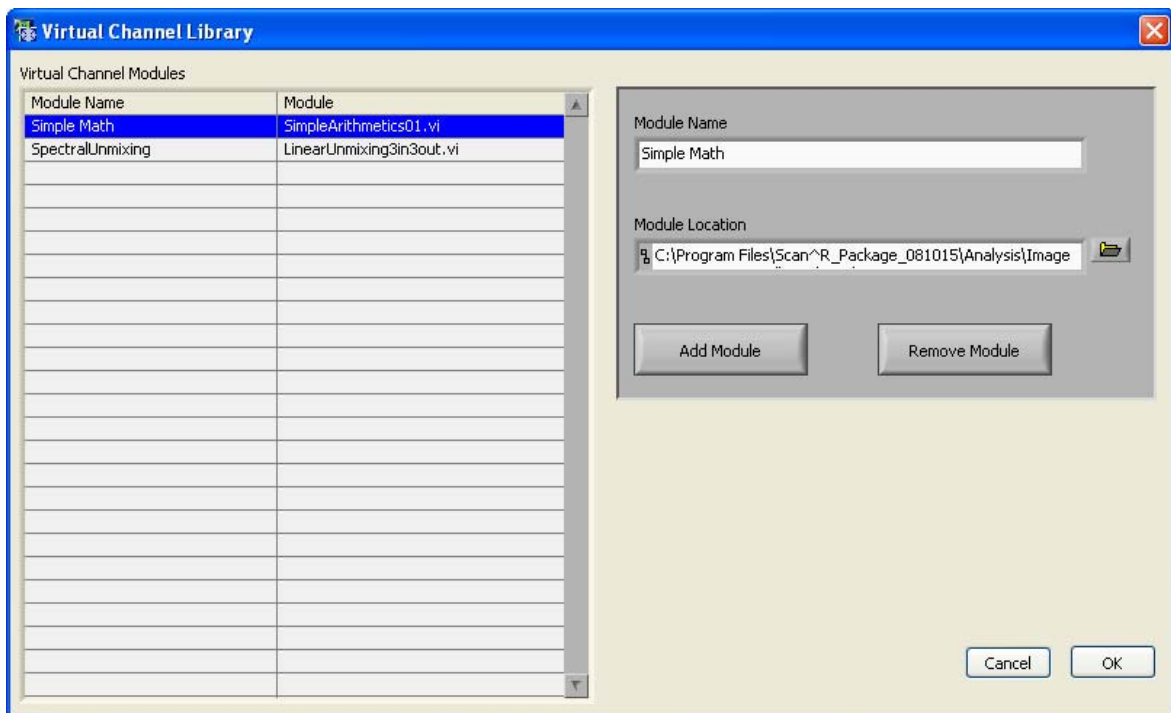 Virtual Channel Library
Virtual Channel Modules
Module Name Module
Simple Math SimpleArithmetics01.vi
SpectralUnmixing LinearUnmixing3in3out.vi
Module Name
Simple Math
Module Location
C:\Program Files\Scan^R_Package_081015\Analysis\Image
Add Module Remove Module
Cancel OK